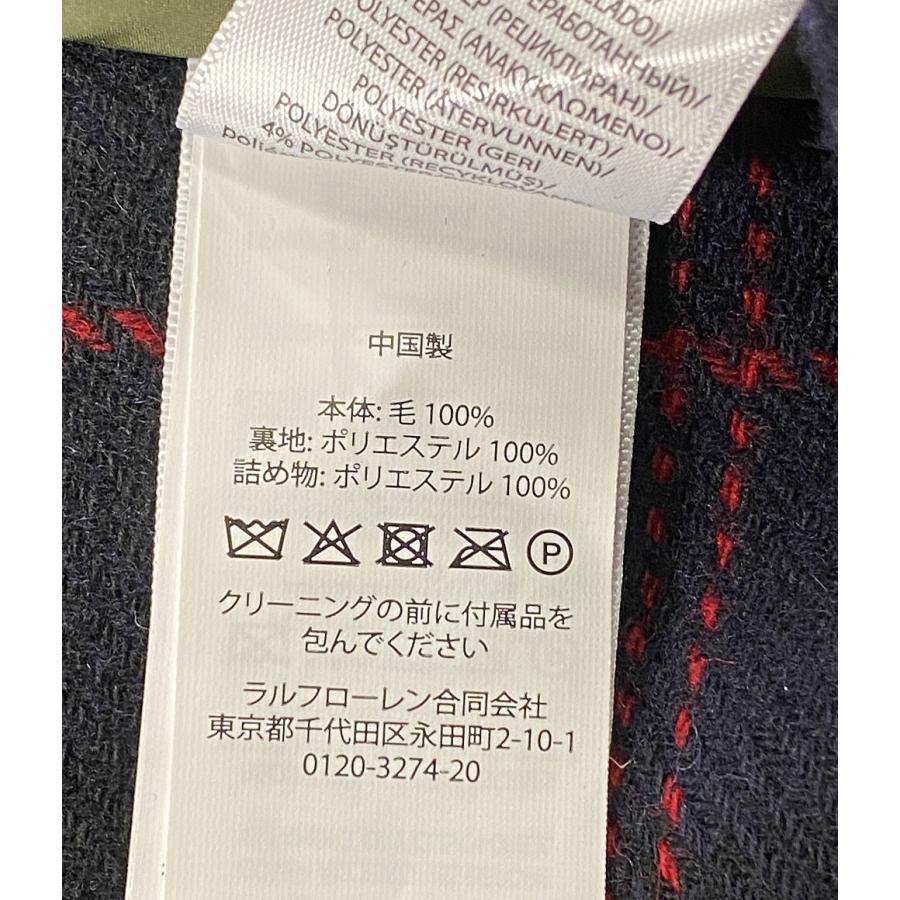 ЕРАБОТАННЫЙ)/
(РЕЦИКЛИРАН)/
(ΑΝΑΚΥΚΛΟΜΕΝΟ)/
POLYESTER (RESIRKULERT)/
POLYESTER (ÅTERVUNNEN)/
POLYESTER (GERİ
DÖNÜŞTÜRÜLMÜŞ)/
4% POLYESTER
中国製
本体: 毛 100%
裏地: ポリエステル 100%
詰め物: ポリエステル 100%
P
クリーニングの前に付属品を
包んでください
ラルフローレン合同会社
東京都千代田区永田町2-10-1
0120-3274-20